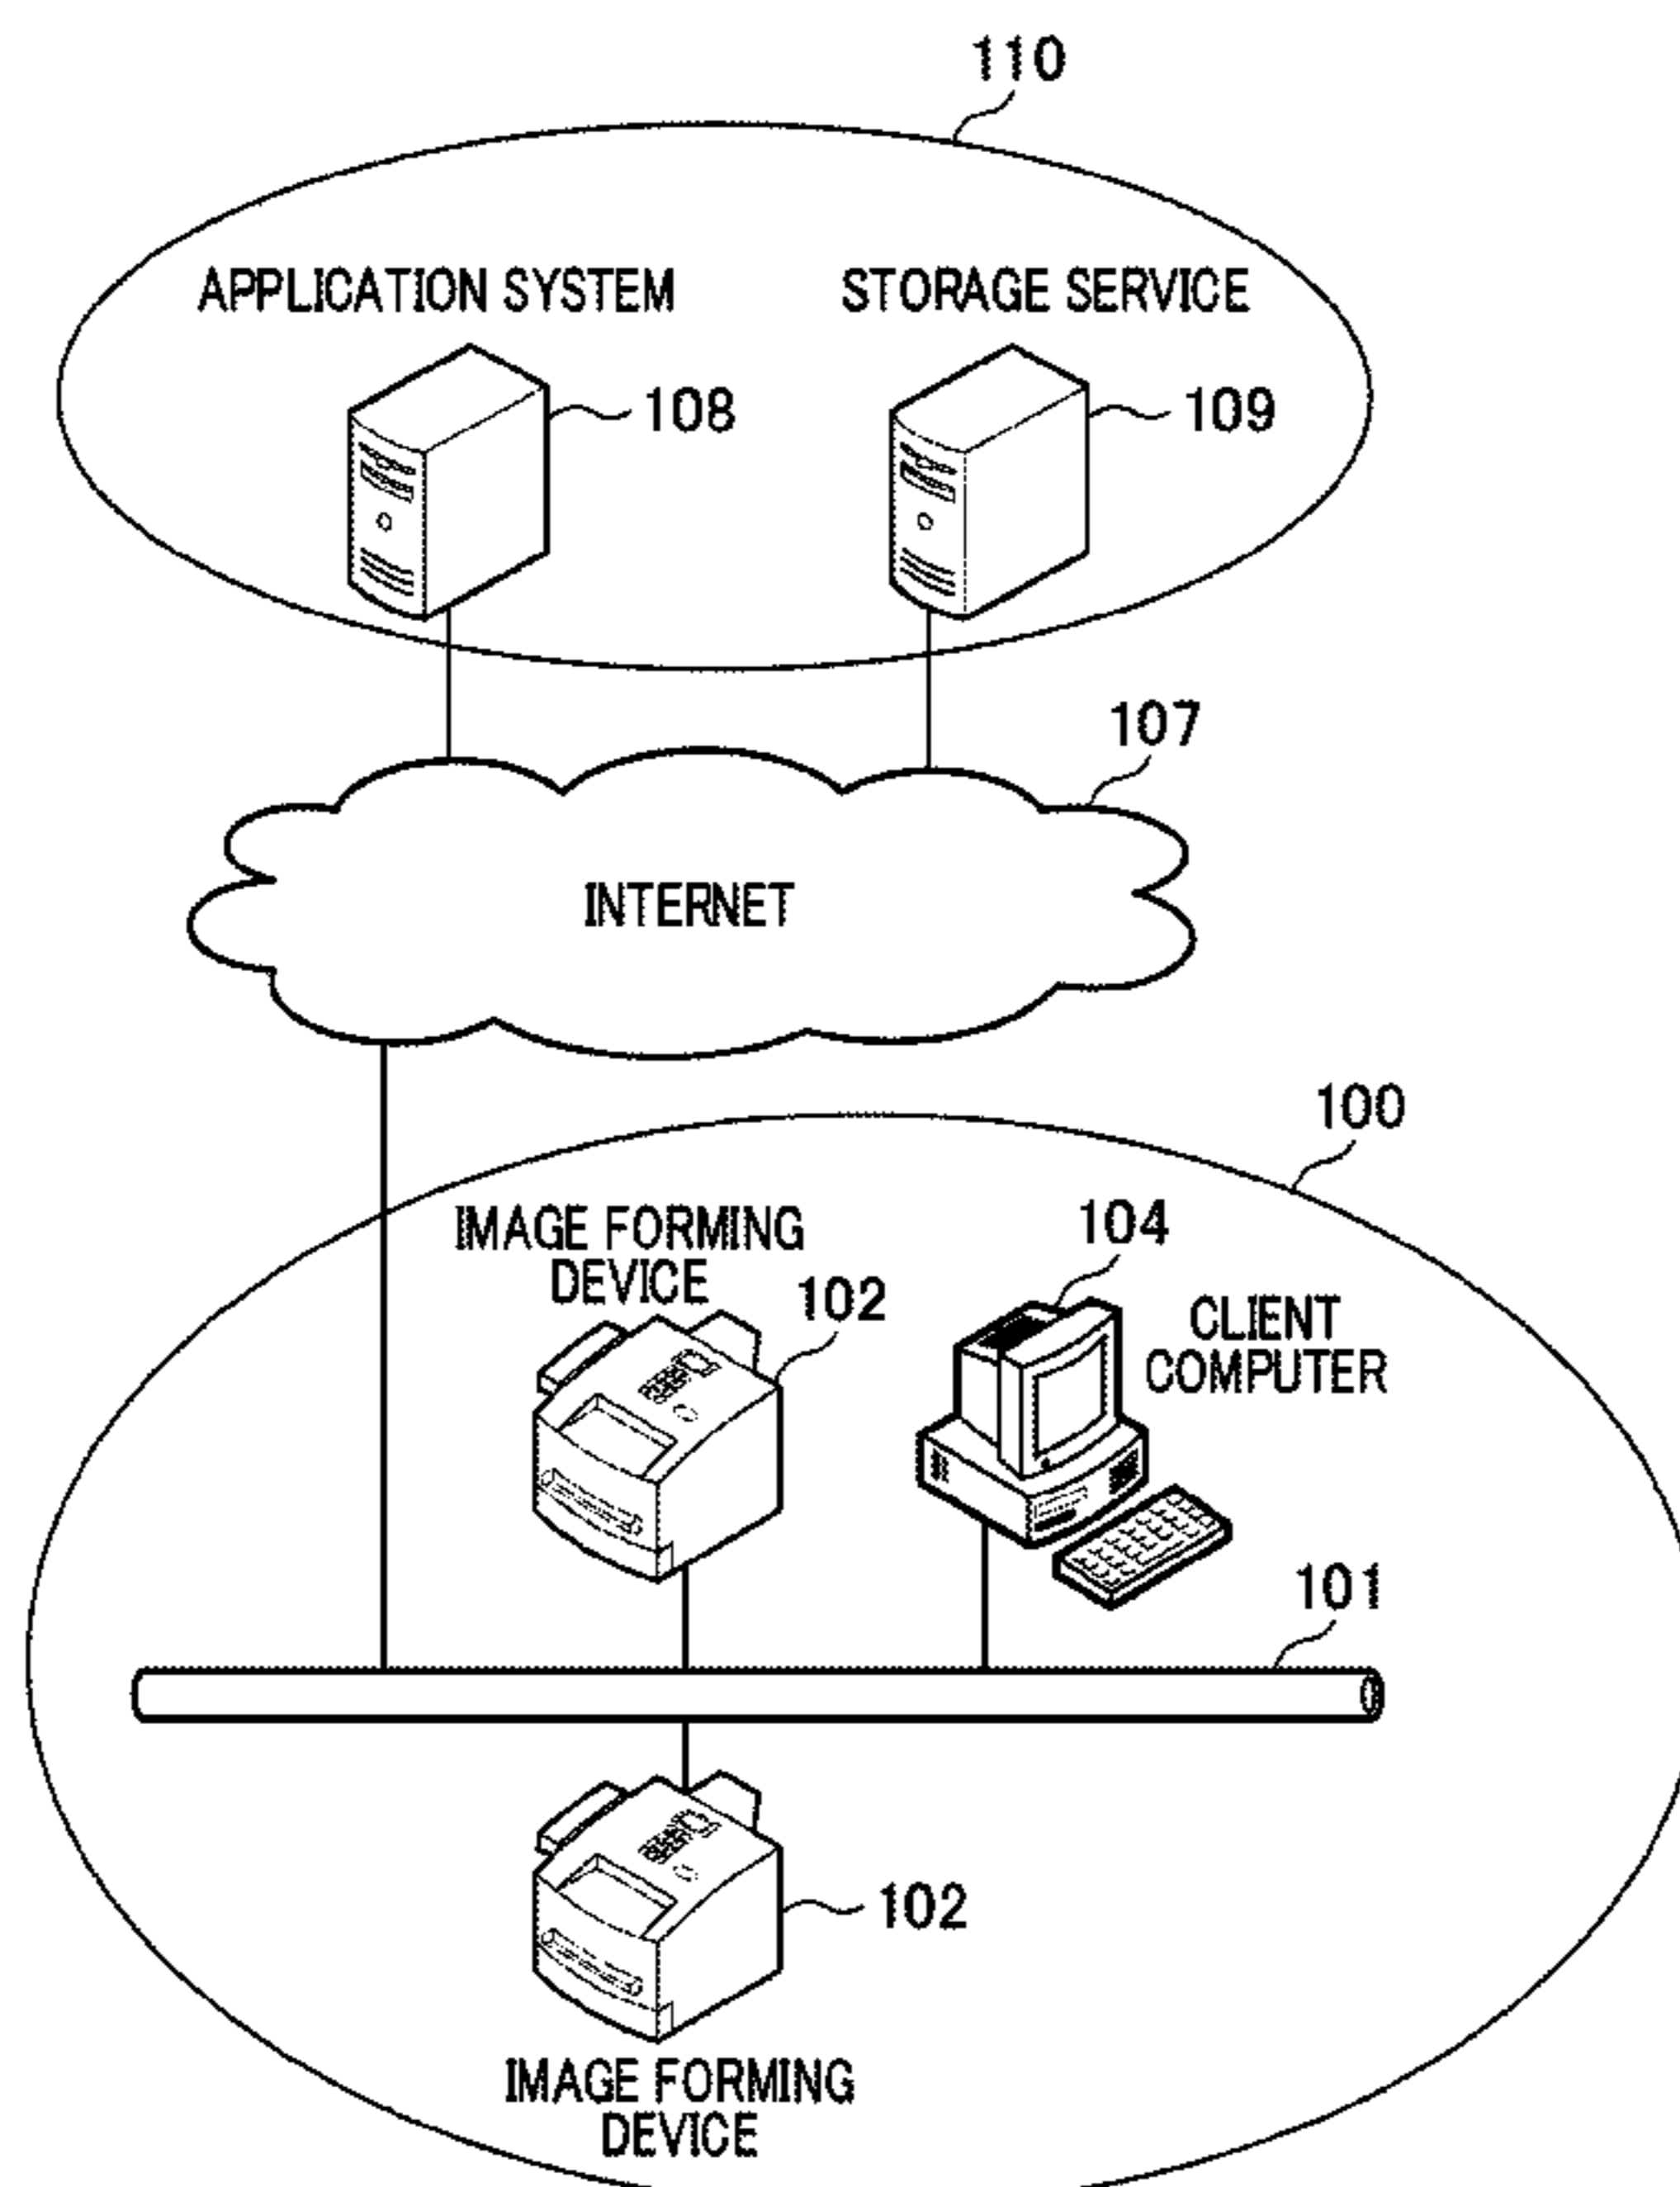 110
APPLICATION SYSTEM
STORAGE SERVICE
108
109
107
INTERNET
100
IMAGE FORMING
DEVICE
102
104
CLIENT
COMPUTER
101
102
IMAGE FORMING
DEVICE